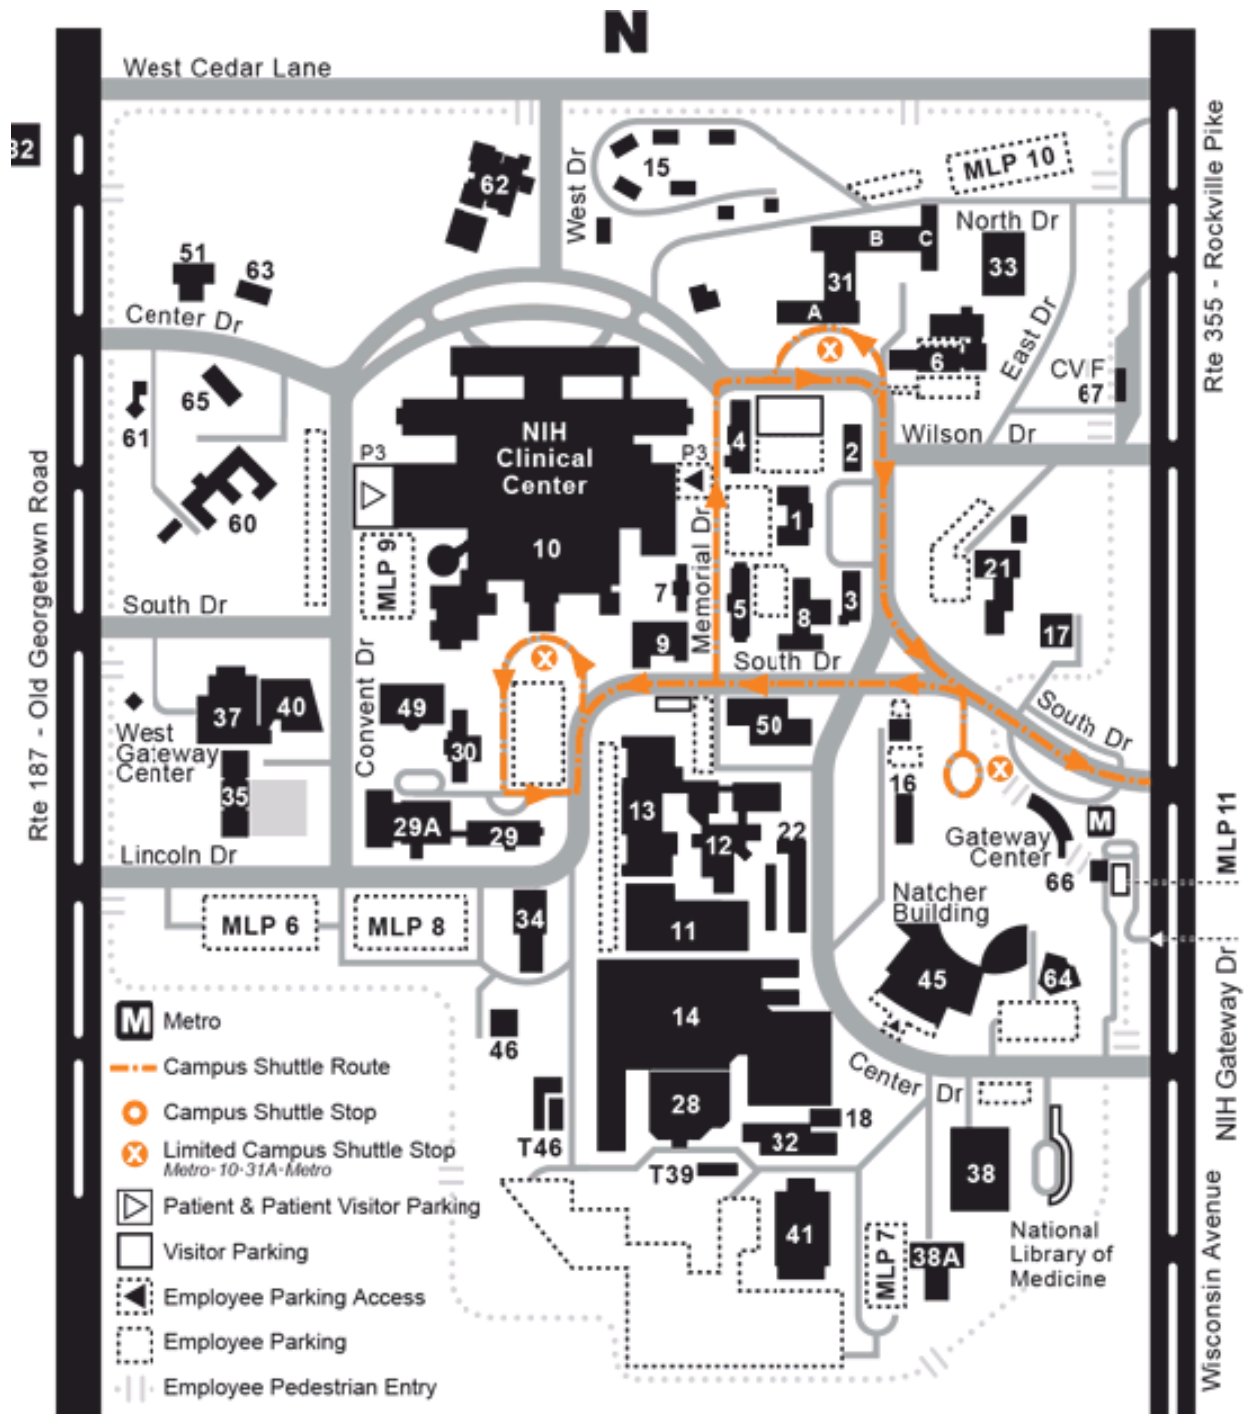 N
West Cedar Lane
32
62
West Dr
15
MLP 10
Rte 355 - Rockville Pike
North Dr
B
C
33
31
A
51
63
Center Dr
6
East Dr
CVIF
67
65
61
P3
NIH
Clinical
Center
P3
4
2
Wilson Dr
60
1
10
MLP 9
Memorial Dr
21
7
5
8
3
South Dr
9
17
South Dr
Rte 187 - Old Georgetown Road
37
40
Convent Dr
49
30
50
South Dr
West
Gateway
Center
35
16
13
M
MLP11
29A
29
12
22
Gateway
Center
66
Lincoln Dr
Natcher
Building
MLP 6
MLP 8
34
11
45
64
NIH Gateway Dr
14
46
Center Dr
28
18
T46
32
T39
38
41
MLP 7
38A
National
Library of
Medicine
Wisconsin Avenue
M Metro
Campus Shuttle Route
Campus Shuttle Stop
X Limited Campus Shuttle Stop
Metro-10-31A-Metro
Patient & Patient Visitor Parking
Visitor Parking
Employee Parking Access
Employee Parking
Employee Pedestrian Entry